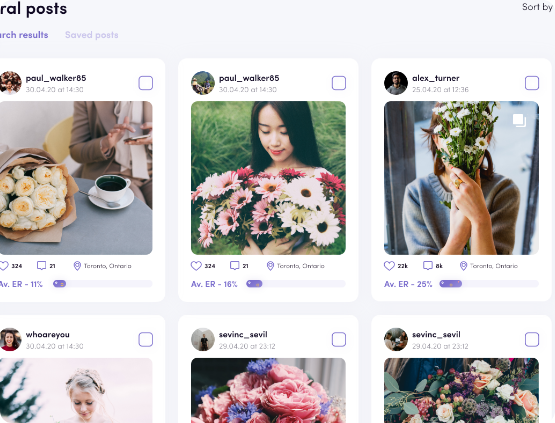 ral posts
Sort by
rch results Saved posts
paul_walker85
30.04.20 at 14:30
paul_walker85
30.04.20 at 14:30
alex_turner
25.04.20 at 12:36
324 21 Toronto, Ontario
324 21 Toronto, Ontario
22k 8k Toronto, Ontario
Av. ER - 11%
Av. ER - 16%
Av. ER - 25%
whoareyou
30.04.20 at 14:30
sevinc_sevil
29.04.20 at 23:12
sevinc_sevil
29.04.20 at 23:12